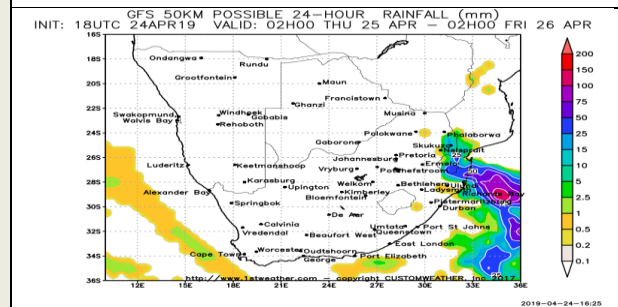 GFS 50KM POSSIBLE 24-HOUR RAINFALL (mm)
INIT: 18UTC 24APR19 VALID: 02H00 THU 25 APR - 02H00 FRI 26 APR
16S
18S
20S
22S
24S
26S
28S
30S
32S
34S
36S
Ondangwa
Rundu
Grootfontein
Maun
Francistown
Ghanzi
Musina
Swakopmund
Windhoek
Gobabis
Walvis Bay
Rehoboth
Polokwane
Phalaborwa
Gaborone
Skukuza
Nelspruit
Johannesburg
Pretoria
Ermelo
Luderitz
Keetmanshoop
Vryburg
Potchefstroom
Karasburg
Upington
Welkom
Bethlehem
Ulundi
Kimberley
Ladysmith
Richards Bay
Alexander Bay
Bloemfontein
Springbok
Pietermaritzburg
Durban
De Aar
Calvinia
Umtata
Port St Johns
Vredendal
Beaufort West
Queenstown
East London
Worcester
Oudtshoorn
Cape Town
George
Port Elizabeth
http://www.1stweather.com - copyright CUSTOMWEATHER, Inc 2017
12E
15E
18E
21E
24E
27E
30E
33E
36E
200
150
100
75
50
25
15
10
5
2.5
1
0.5
0.2
0.1
2019-04-24-16:25